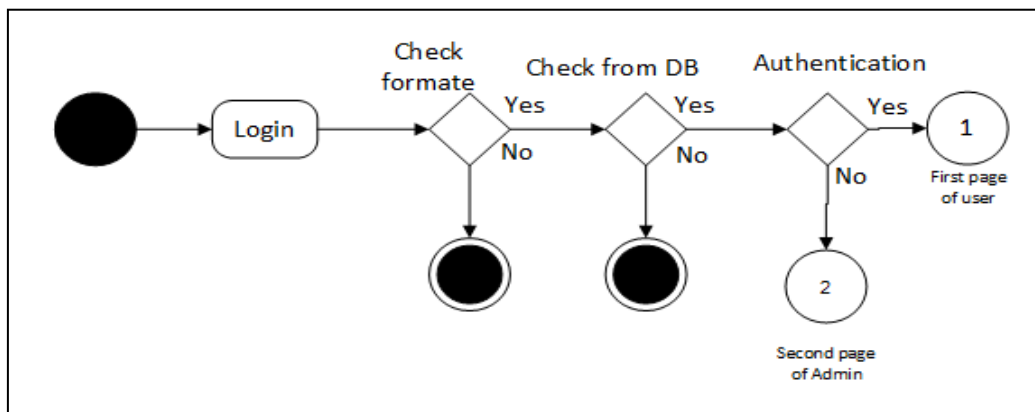 Check
formate
Check from DB
Authentication
Login
Yes
No
Yes
No
Yes
No
1
First page
of user
2
Second page
of Admin